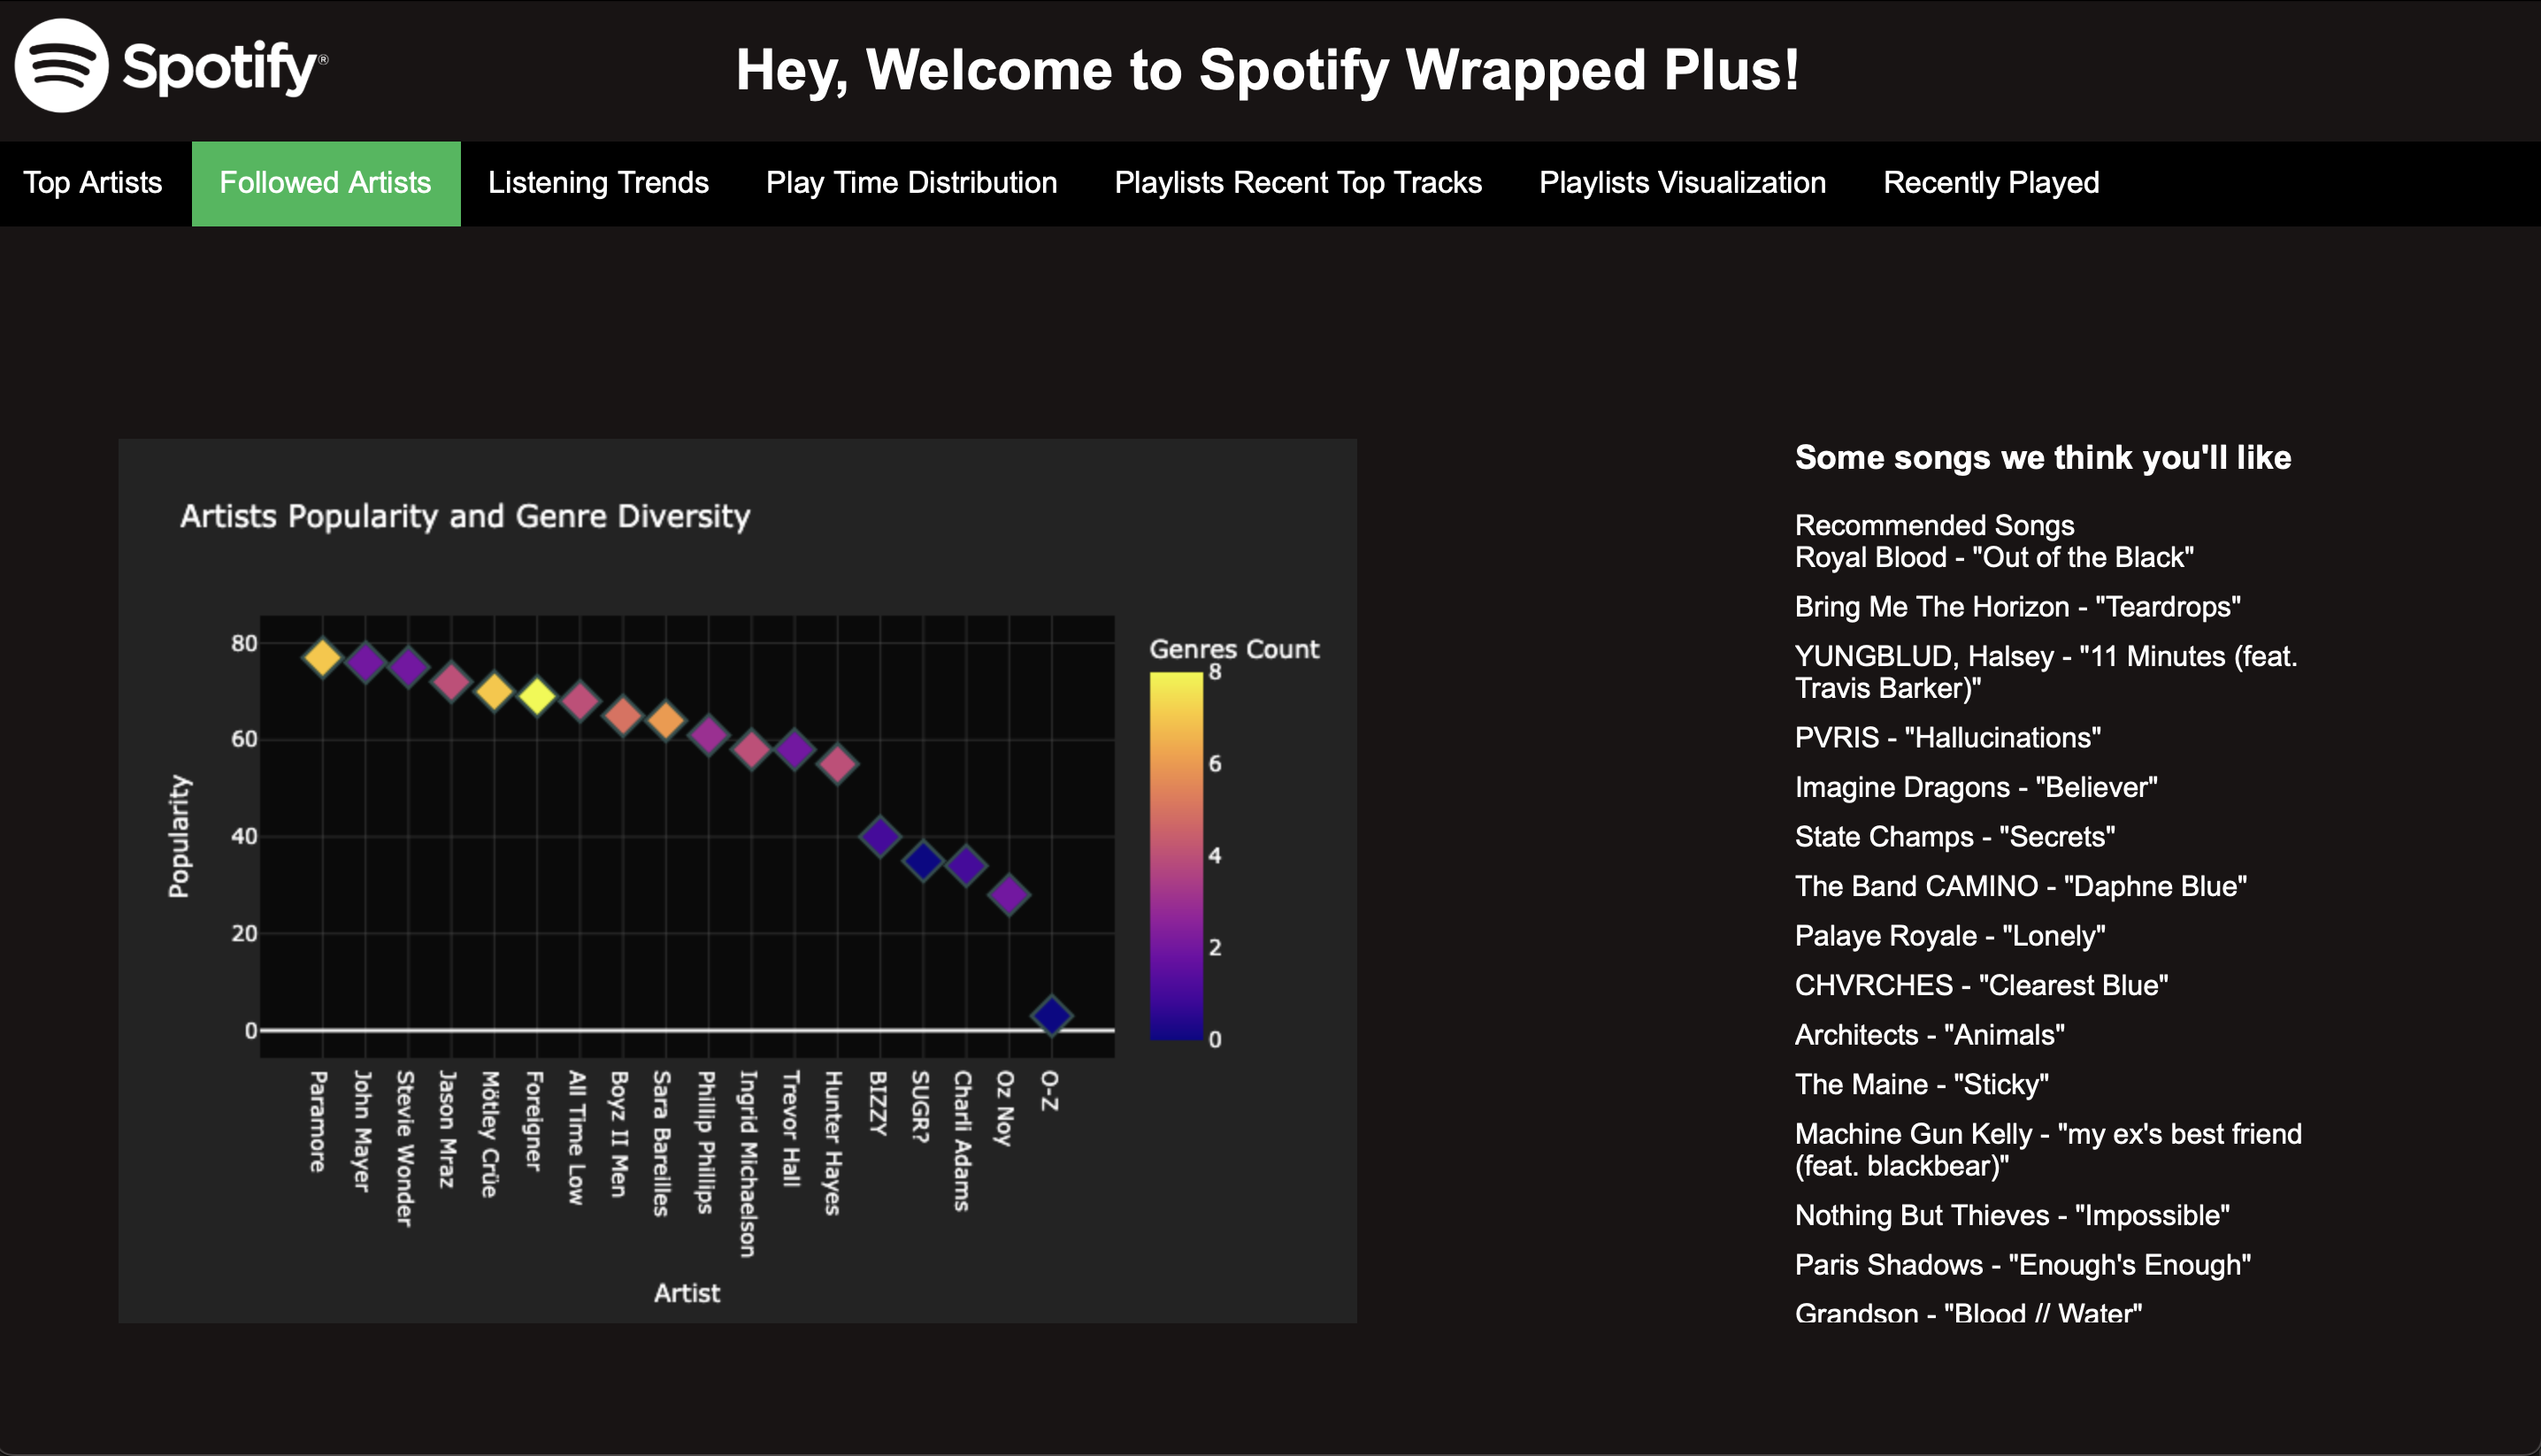 Spotify®
Hey, Welcome to Spotify Wrapped Plus!
Top Artists
Followed Artists
Listening Trends
Play Time Distribution
Playlists Recent Top Tracks
Playlists Visualization
Recently Played
Artists Popularity and Genre Diversity
Popularity
80
60
40
20
0
Paramore
John Mayer
Stevie Wonder
Jason Mraz
Mötley Crüe
Foreigner
All Time Low
Boyz II Men
Sara Bareilles
Phillip Phillips
Ingrid Michaelson
Trevor Hall
Hunter Hayes
BIZZY
SUGR?
Charli Adams
Oz Noy
O-Z
Artist
Genres Count
8
6
4
2
0
Some songs we think you'll like
Recommended Songs
Royal Blood - "Out of the Black"
Bring Me The Horizon - "Teardrops"
YUNGBLUD, Halsey - "11 Minutes (feat.
Travis Barker)"
PVRIS - "Hallucinations"
Imagine Dragons - "Believer"
State Champs - "Secrets"
The Band CAMINO - "Daphne Blue"
Palaye Royale - "Lonely"
CHVRCHES - "Clearest Blue"
Architects - "Animals"
The Maine - "Sticky"
Machine Gun Kelly - "my ex's best friend
(feat. blackbear)"
Nothing But Thieves - "Impossible"
Paris Shadows - "Enough's Enough"
Grandson - "Blood // Water"